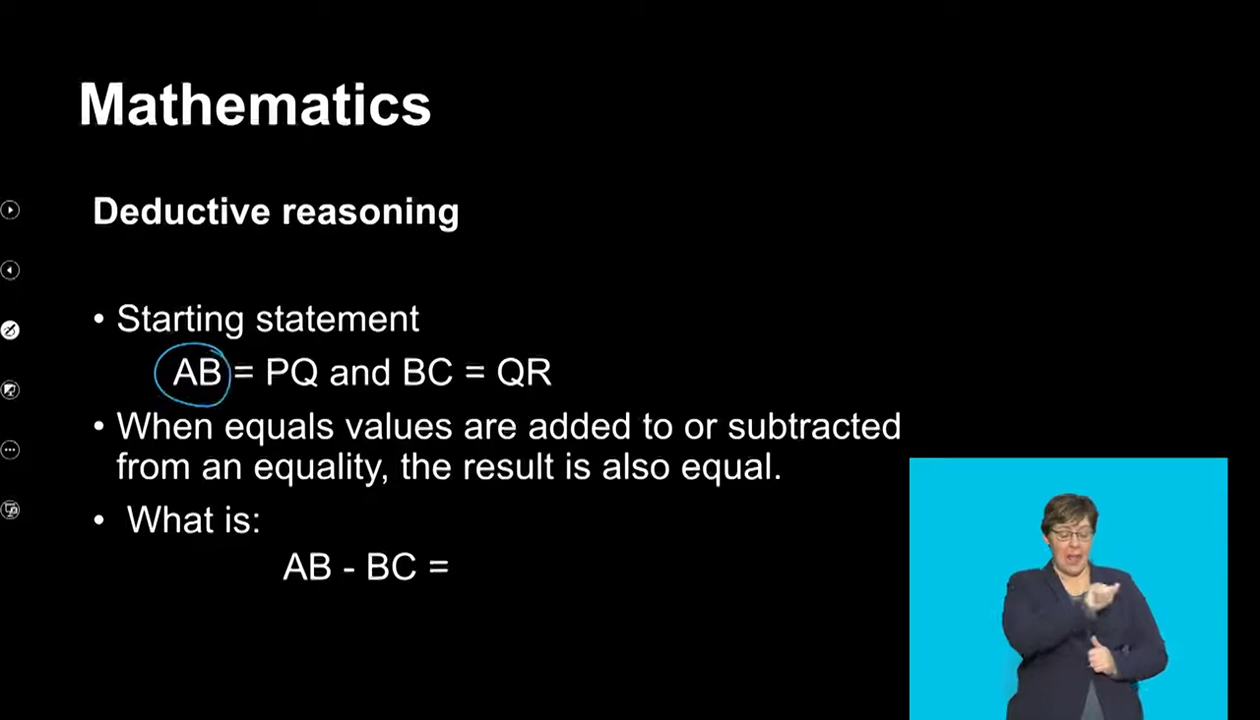 Mathematics
Deductive reasoning
• Starting statement
AB = PQ and BC = QR
• When equals values are added to or subtracted
from an equality, the result is also equal.
• What is:
AB - BC =